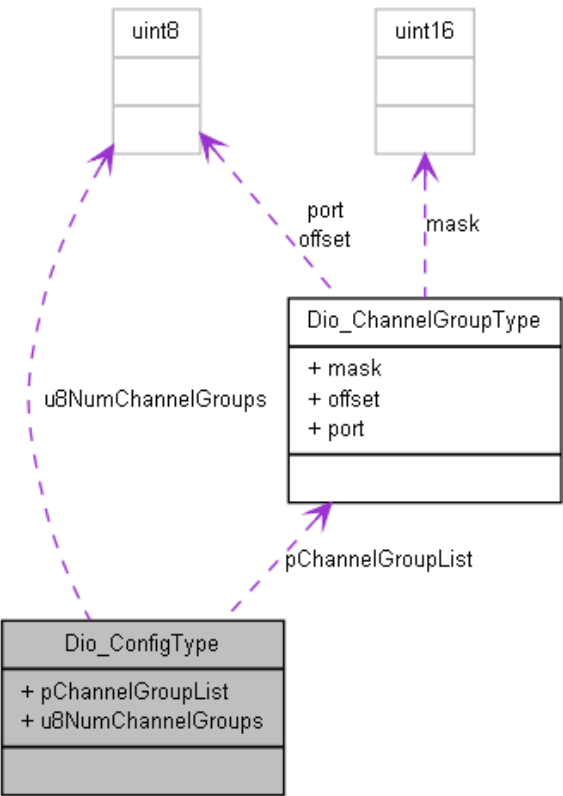 uint8
uint16
port
offset
mask
Dio_ChannelGroupType
+ mask
+ offset
+ port
u8NumChannelGroups
pChannelGroupList
Dio_ConfigType
+ pChannelGroupList
+ u8NumChannelGroups